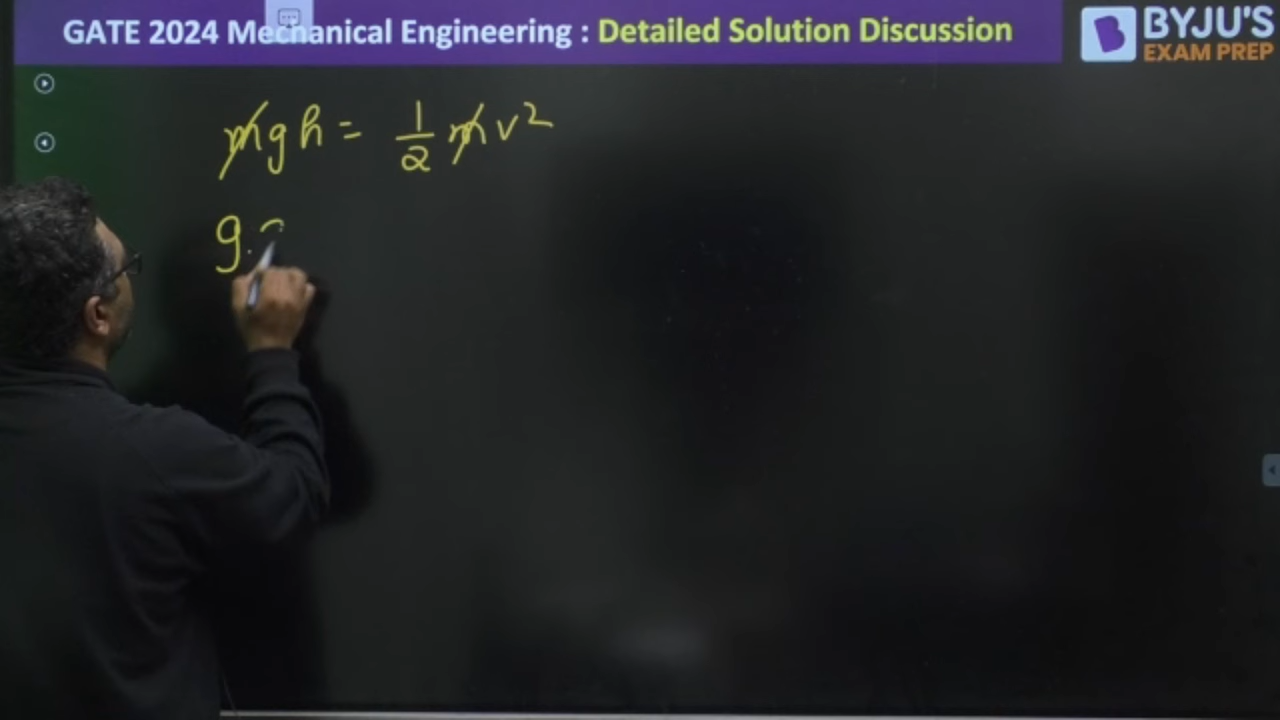 GATE 2024 Mechanical Engineering : Detailed Solution Discussion
BYJU'S
EXAM PREP
mgh = 1/2 mv²
g.